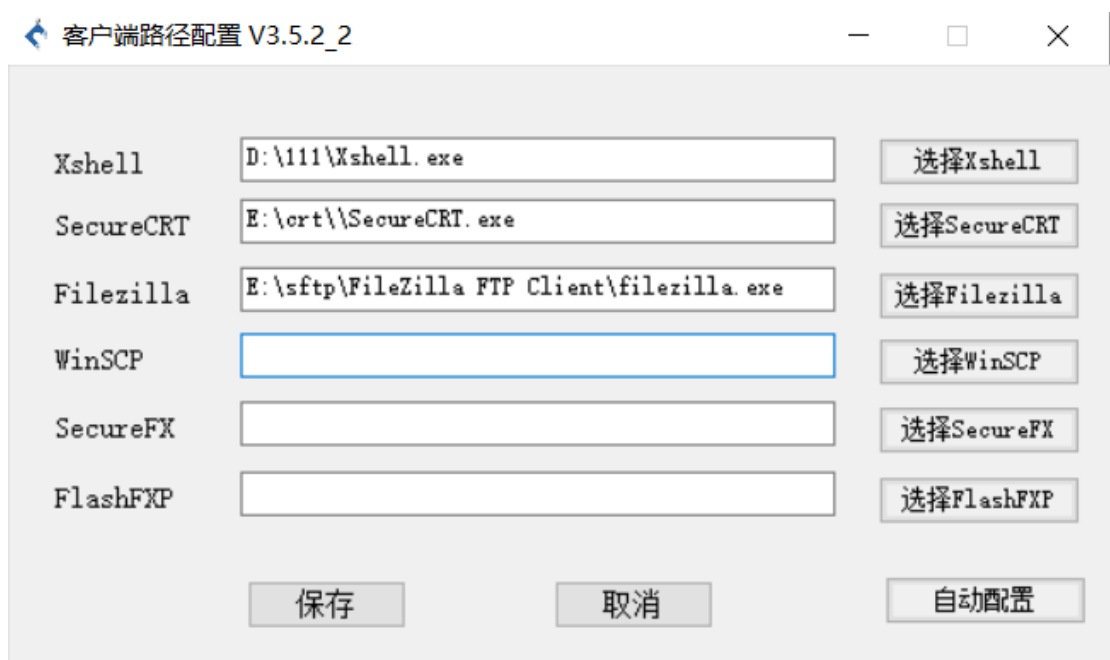 客户端路径配置 V3.5.2_2
Xshell D:\111\Xshell.exe 选择Xshell
SecureCRT E:\crt\\SecureCRT.exe 选择SecureCRT
Filezilla E:\sftp\FileZilla FTP Client\filezilla.exe 选择Filezilla
WinSCP 选择WinSCP
SecureFX 选择SecureFX
FlashFXP 选择FlashFXP
保存 取消 自动配置